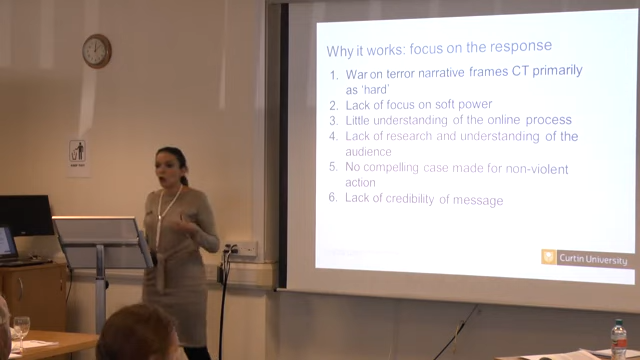 Why it works: focus on the response
1. War on terror narrative frames CT primarily
as ‘hard’
2. Lack of focus on soft power
3. Little understanding of the online process
4. Lack of research and understanding of the
audience
5. No compelling case made for non-violent
action
6. Lack of credibility of message
Curtin University